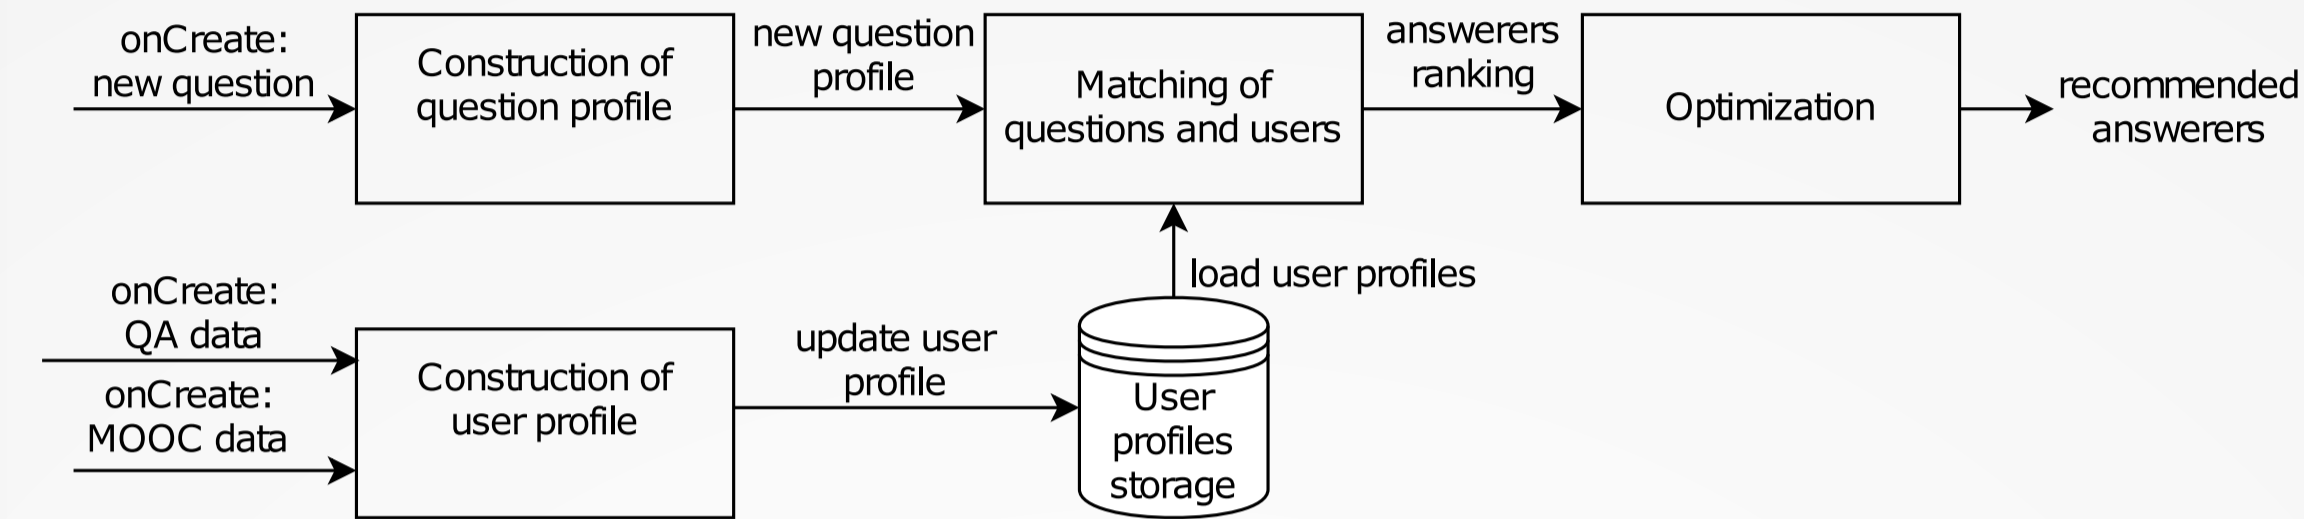 onCreate:
new question
Construction of
question profile
new question
profile
Matching of
questions and users
answerers
ranking
Optimization
recommended
answerers
load user profiles
onCreate:
QA data
onCreate:
MOOC data
Construction of
user profile
update user
profile
User
profiles
storage